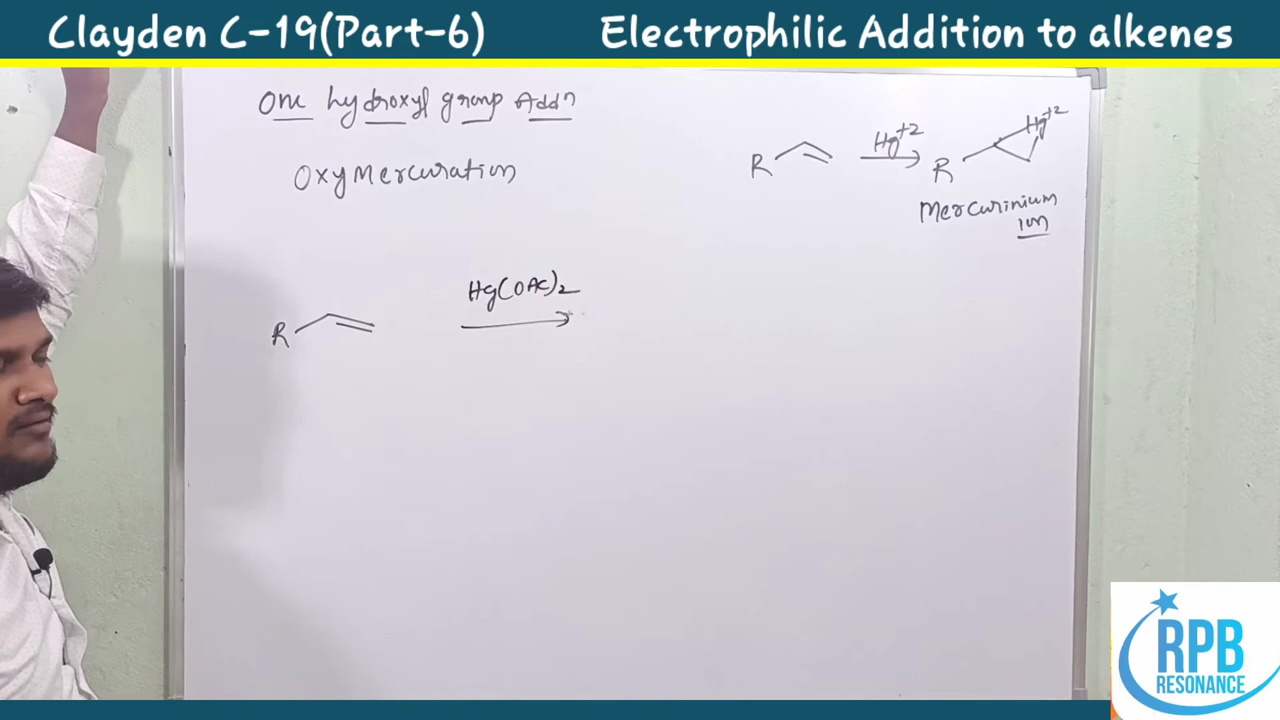 Clayden C-19(Part-6) Electrophilic Addition to alkenes
One hydroxyl group Addn
Oxymercuration
R Hg+2 R Hg+2
Mercurinium
ion
R Hg(OAc)2
RPB
RESONANCE